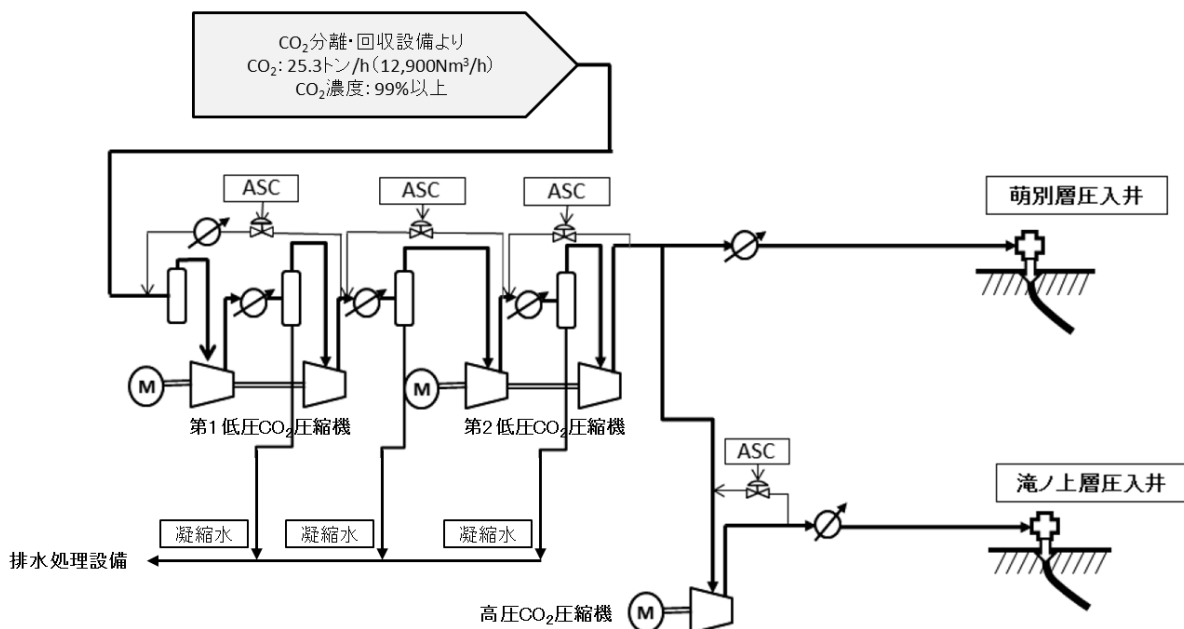 CO₂分離・回収設備より
CO₂：25.3トン/h（12,900Nm³/h）
CO₂濃度：99%以上
ASC
ASC
ASC
萌別層圧入井
M
M
第1低圧CO₂圧縮機
第2低圧CO₂圧縮機
ASC
滝ノ上層圧入井
凝縮水
凝縮水
凝縮水
排水処理設備
M
高圧CO₂圧縮機